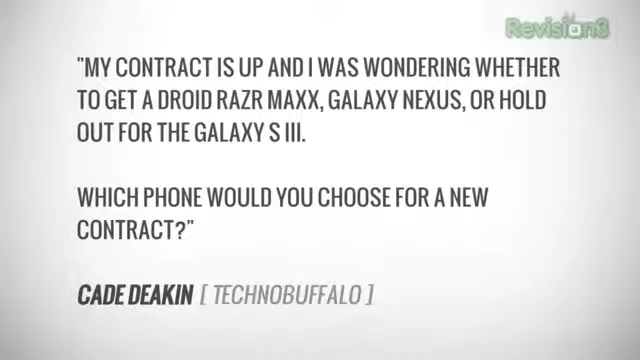 Revision3
"MY CONTRACT IS UP AND I WAS WONDERING WHETHER
TO GET A DROID RAZR MAXX, GALAXY NEXUS, OR HOLD
OUT FOR THE GALAXY S III.
WHICH PHONE WOULD YOU CHOOSE FOR A NEW
CONTRACT?"
CADE DEAKIN [ TECHNOBUFFALO ]